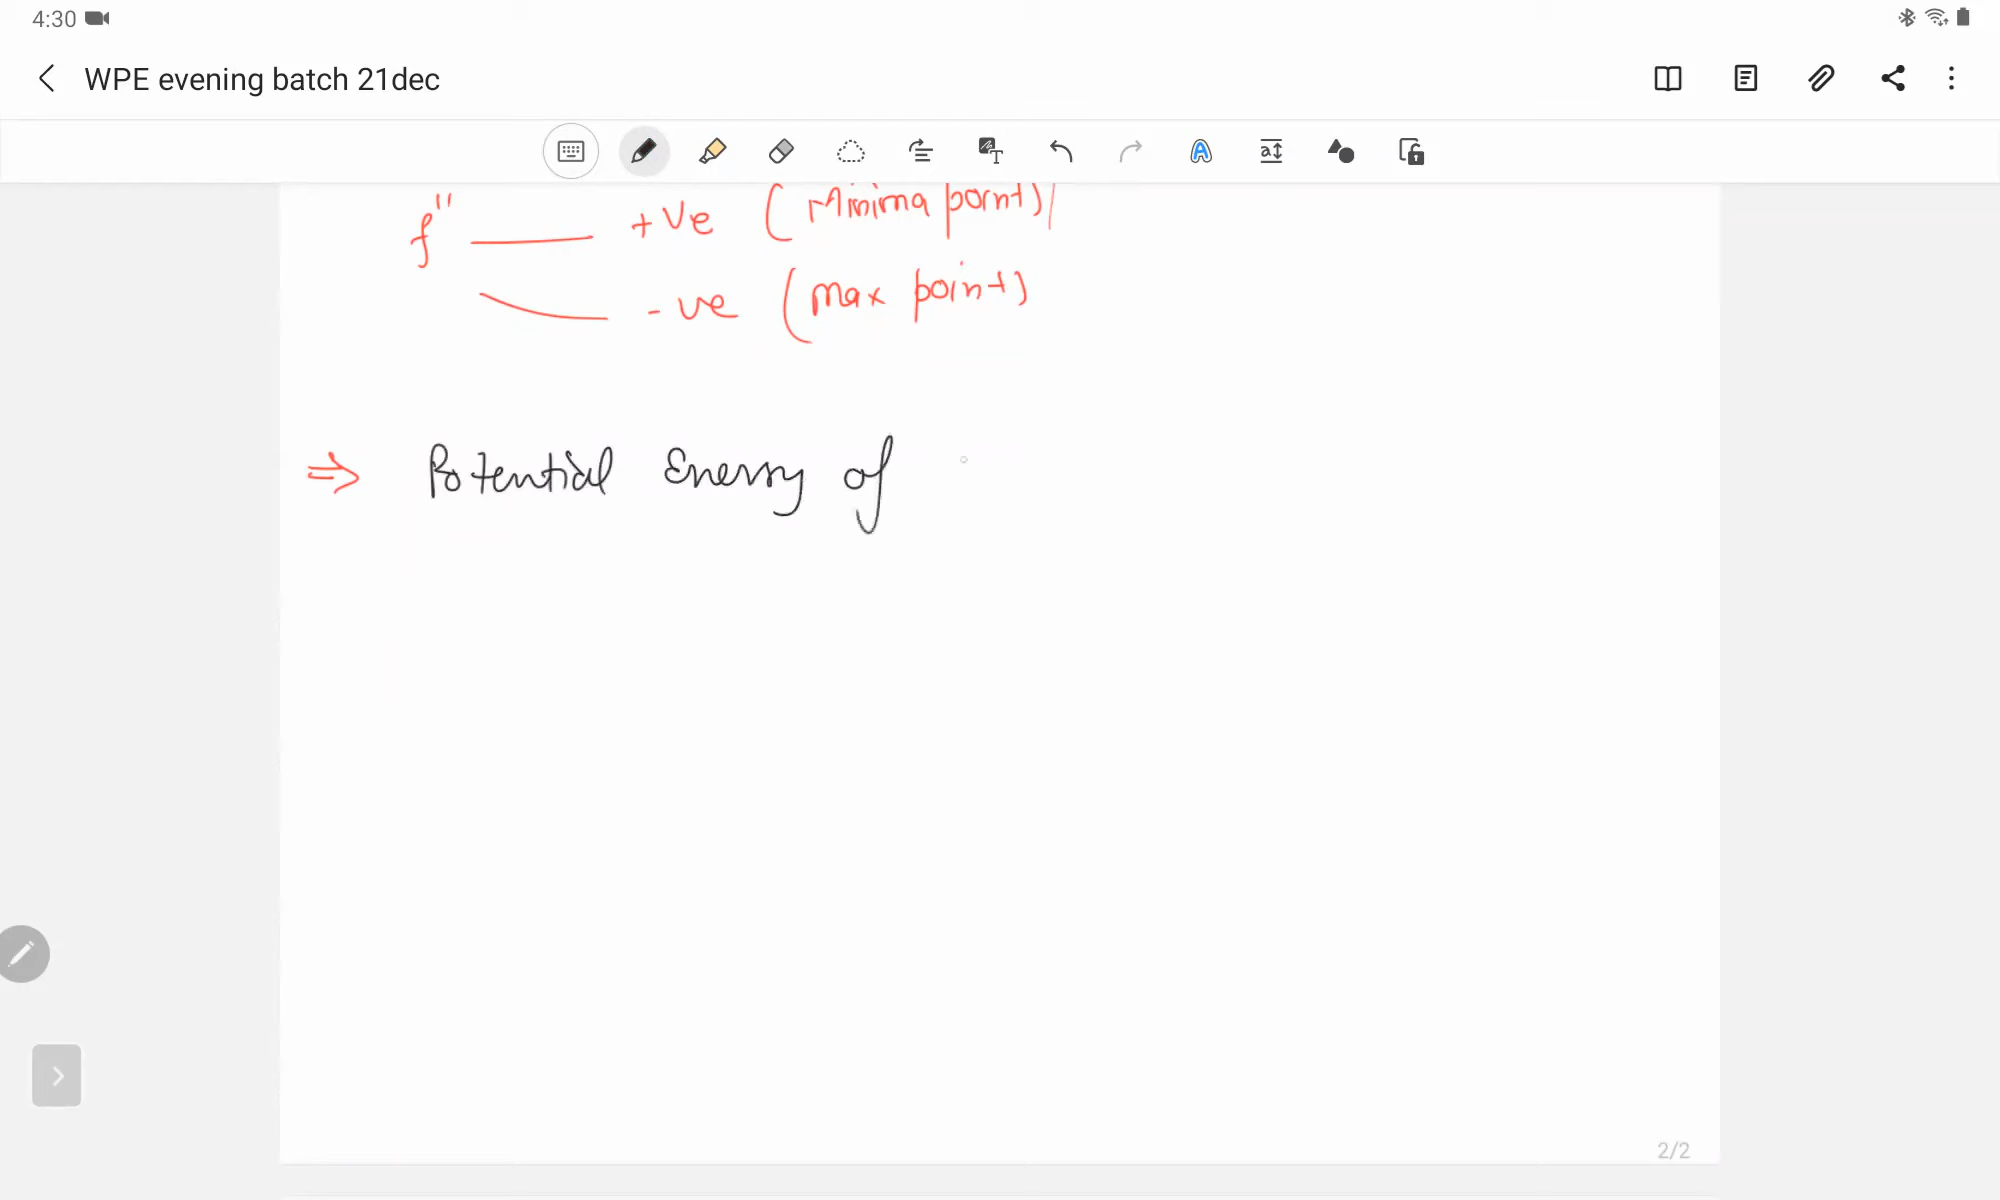 4:30
WPE evening batch 21dec
f" +ve (Minima point)
-ve (max point)
⇒ Potential Energy of
2/2